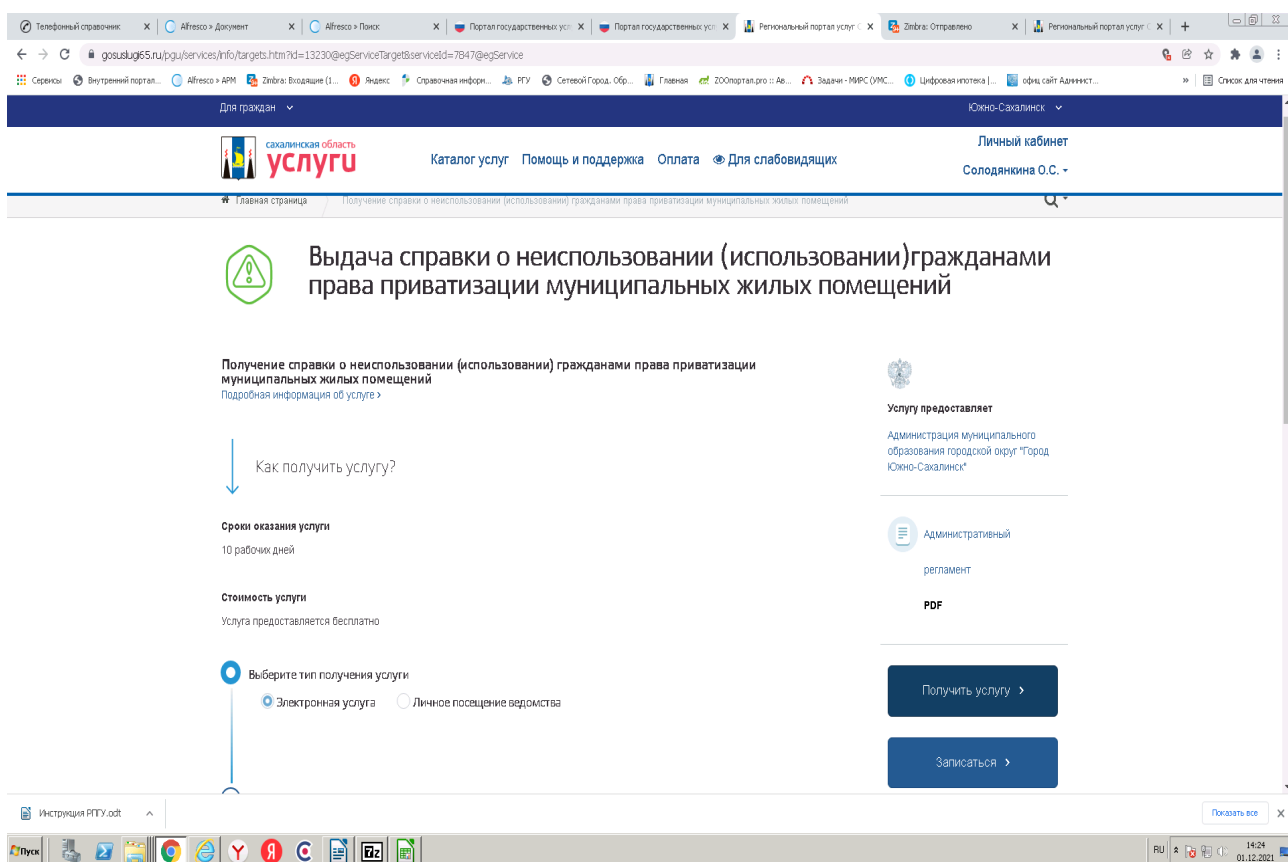 Телефонный справочник
Alfresco » Документ
Alfresco » Поиск
Портал государственных усл
Портал государственных усл
Региональный портал услуг С
Zimbra: Отправлено
Региональный портал услуг С
gosuslugi65.ru/pgu/services/info/targets.htm?id=13230@egServiceTarget&serviceId=7847@egService
Сервисы
Внутренний портал...
Alfresco » АРМ
Zimbra: Входящие (1...
Яндекс
Справочная информ...
РГУ
Сетевой Город. Обр...
Главная
ZOOпортал.pro :: Ав...
Задачи - МИРС (УМС...
Цифровая ипотека |...
офиц сайт Админист...
»
Список для чтения
Для граждан
Южно-Сахалинск
сахалинская область
услуги
Каталог услуг Помощь и поддержка Оплата Для слабовидящих
Личный кабинет
Солодянкина О.С.
Главная страница
Получение справки о неиспользовании (использовании) гражданами права приватизации муниципальных жилых помещений
Выдача справки о неиспользовании (использовании)гражданами
права приватизации муниципальных жилых помещений
Получение справки о неиспользовании (использовании) гражданами права приватизации
муниципальных жилых помещений
Подробная информация об услуге >
Услугу предоставляет
Администрация муниципального
образования городской округ "Город
Южно-Сахалинск"
Как получить услугу?
Сроки оказания услуги
10 рабочих дней
Административный
регламент
PDF
Стоимость услуги
Услуга предоставляется бесплатно
Выберите тип получения услуги
Электронная услуга
Личное посещение ведомства
Получить услугу >
Записаться >
Инструкция РПГУ.odt
Показать все
Пуск
RU
14:24
01.12.2021